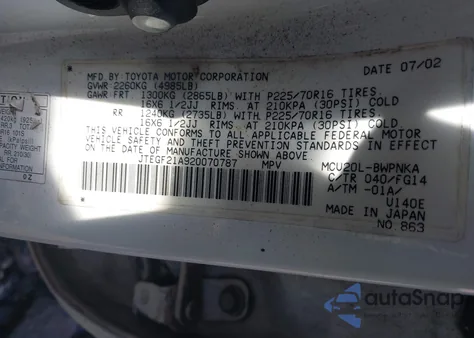 MFD.BY TOYOTA MOTOR CORPORATION DATE 07/02
GVWR 2260KG (4985LB)
GAWR FRT 1300KG (2865LB) WITH P225/70R16 TIRES,
16X6 1/2JJ RIMS, AT 210KPA (30PSI) COLD
RR 1240KG (2735LB) WITH P225/70R16 TIRES,
16X6 1/2JJ RIMS, AT 210KPA (30PSI) COLD
THIS VEHICLE CONFORMS TO ALL APPLICABLE FEDERAL MOTOR
VEHICLE SAFETY AND THEFT PREVENTION STANDARDS IN
EFFECT ON THE DATE OF MANUFACTURE SHOWN ABOVE.
JTEGF21A920070787 MPV MCU20L-BWPNKA
C/TR 040/FG14
A/TM -01A/
U140E
MADE IN JAPAN
NO.863
autoSnap